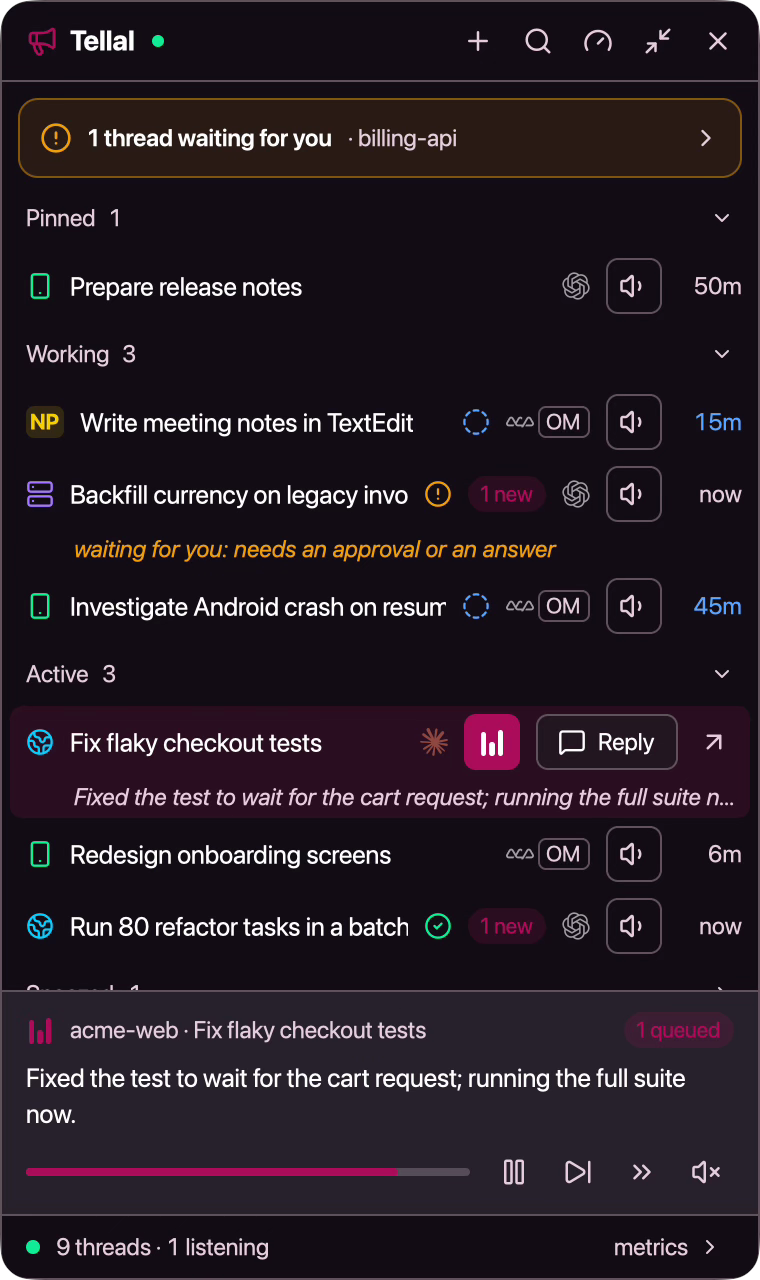 Tellal
1 thread waiting for you · billing-api
Pinned 1
Prepare release notes 50m
Working 3
NP Write meeting notes in TextEdit OM 15m
Backfill currency on legacy invo 1 new now
waiting for you: needs an approval or an answer
Investigate Android crash on resum OM 45m
Active 3
Fix flaky checkout tests Reply
Fixed the test to wait for the cart request; running the full suite n...
Redesign onboarding screens OM 6m
Run 80 refactor tasks in a batch 1 new now
acme-web · Fix flaky checkout tests 1 queued
Fixed the test to wait for the cart request; running the full suite
now.
9 threads · 1 listening metrics